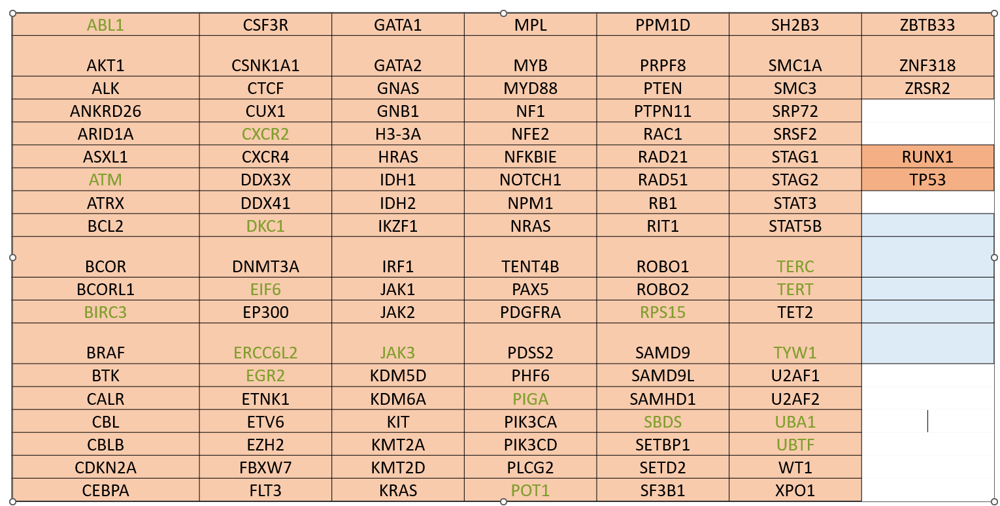 ABL1 CSF3R GATA1 MPL PPM1D SH2B3 ZBTB33
AKT1 CSNK1A1 GATA2 MYB PRPF8 SMC1A ZNF318
ALK CTCF GNAS MYD88 PTEN SMC3 ZRSR2
ANKRD26 CUX1 GNB1 NF1 PTPN11 SRP72
ARID1A CXCR2 H3-3A NFE2 RAC1 SRSF2
ASXL1 CXCR4 HRAS NFKBIE RAD21 STAG1 RUNX1
ATM DDX3X IDH1 NOTCH1 RAD51 STAG2 TP53
ATRX DDX41 IDH2 NPM1 RB1 STAT3
BCL2 DKC1 IKZF1 NRAS RIT1 STAT5B
BCOR DNMT3A IRF1 TENT4B ROBO1 TERC
BCORL1 EIF6 JAK1 PAX5 ROBO2 TERT
BIRC3 EP300 JAK2 PDGFRA RPS15 TET2
BRAF ERCC6L2 JAK3 PDSS2 SAMD9 TYW1
BTK EGR2 KDM5D PHF6 SAMD9L U2AF1
CALR ETNK1 KDM6A PIGA SAMHD1 U2AF2
CBL ETV6 KIT PIK3CA SBDS UBA1
CBLB EZH2 KMT2A PIK3CD SETBP1 UBTF
CDKN2A FBXW7 KMT2D PLCG2 SETD2 WT1
CEBPA FLT3 KRAS POT1 SF3B1 XPO1